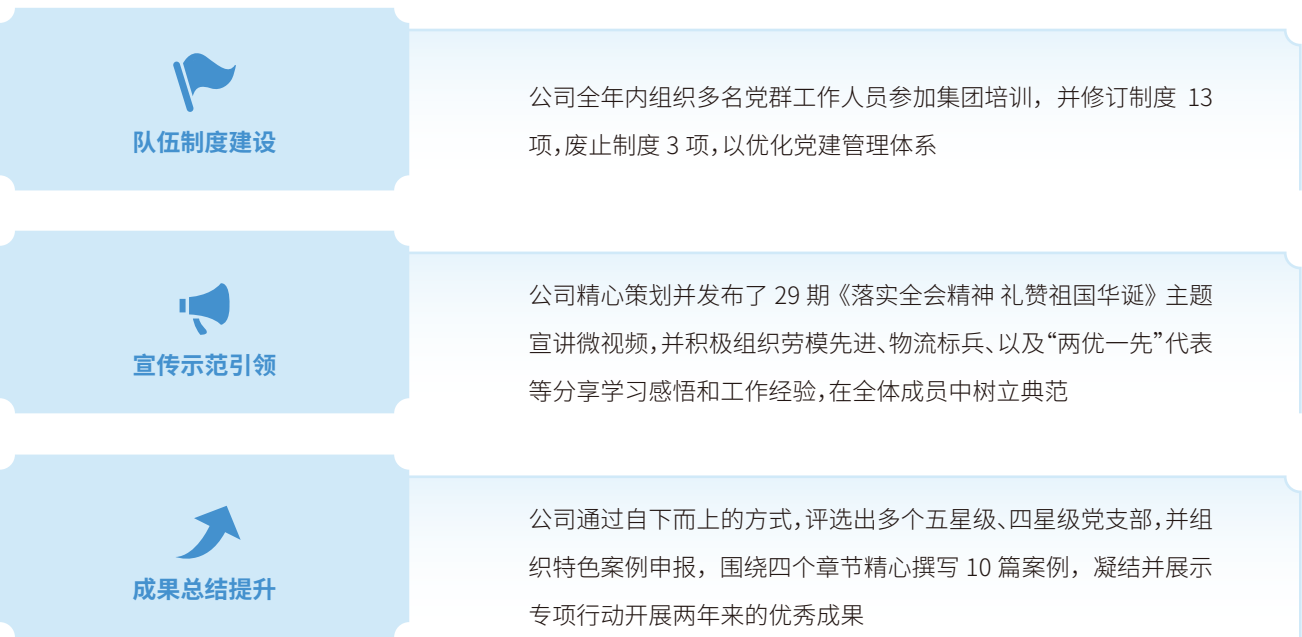 队伍制度建设
公司全年内组织多名党群工作人员参加集团培训，并修订制度 13
项，废止制度 3 项，以优化党建管理体系
宣传示范引领
公司精心策划并发布了 29 期《落实全会精神 礼赞祖国华诞》主题
宣讲微视频，并积极组织劳模先进、物流标兵、以及“两优一先”代表
等分享学习感悟和工作经验，在全体成员中树立典范
成果总结提升
公司通过自下而上的方式，评选出多个五星级、四星级党支部，并组
织特色案例申报，围绕四个章节精心撰写 10 篇案例，凝结并展示
专项行动开展两年来的优秀成果